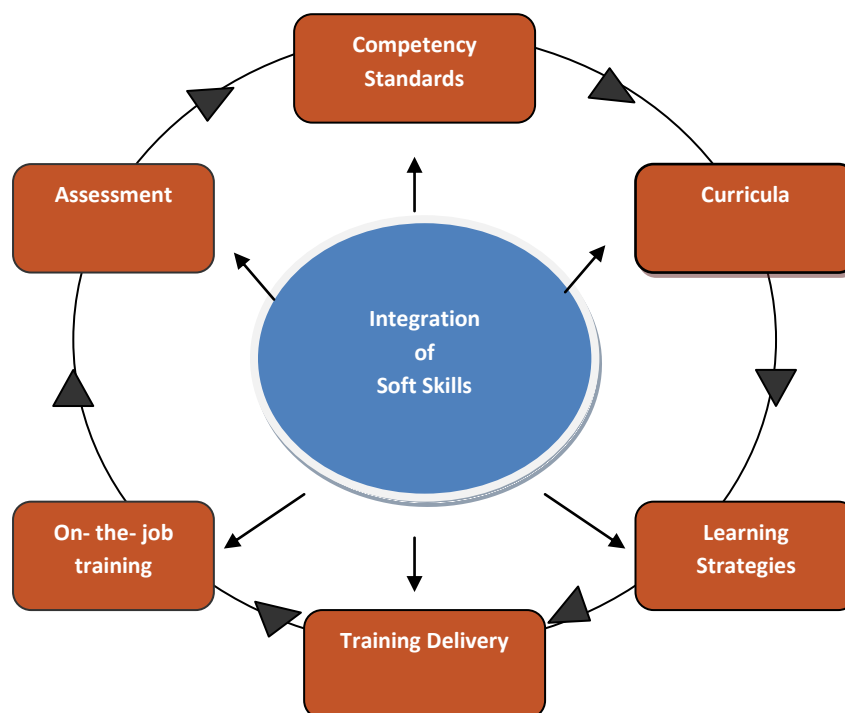 Competency
Standards
Assessment
Curricula
Integration
of
Soft Skills
On- the- job
training
Learning
Strategies
Training Delivery